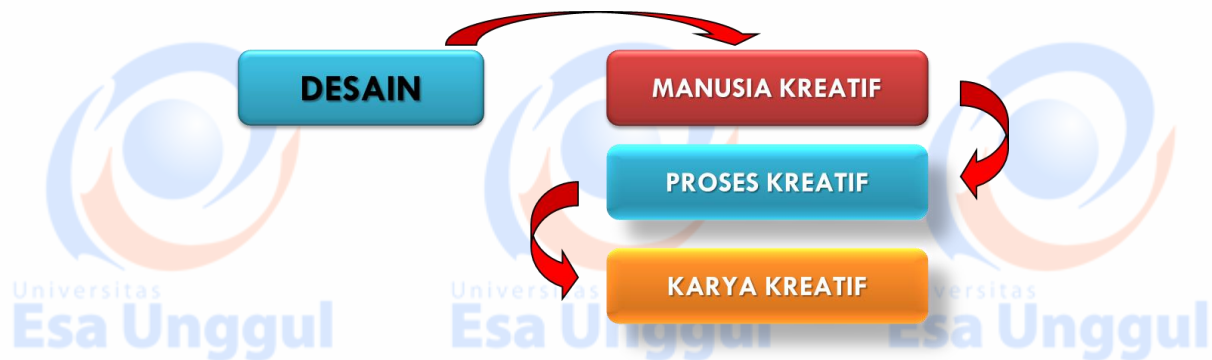 DESAIN
MANUSIA KREATIF
PROSES KREATIF
KARYA KREATIF
Universitas
Esa Unggul
Universitas
Esa Unggul
Universitas
Esa Unggul